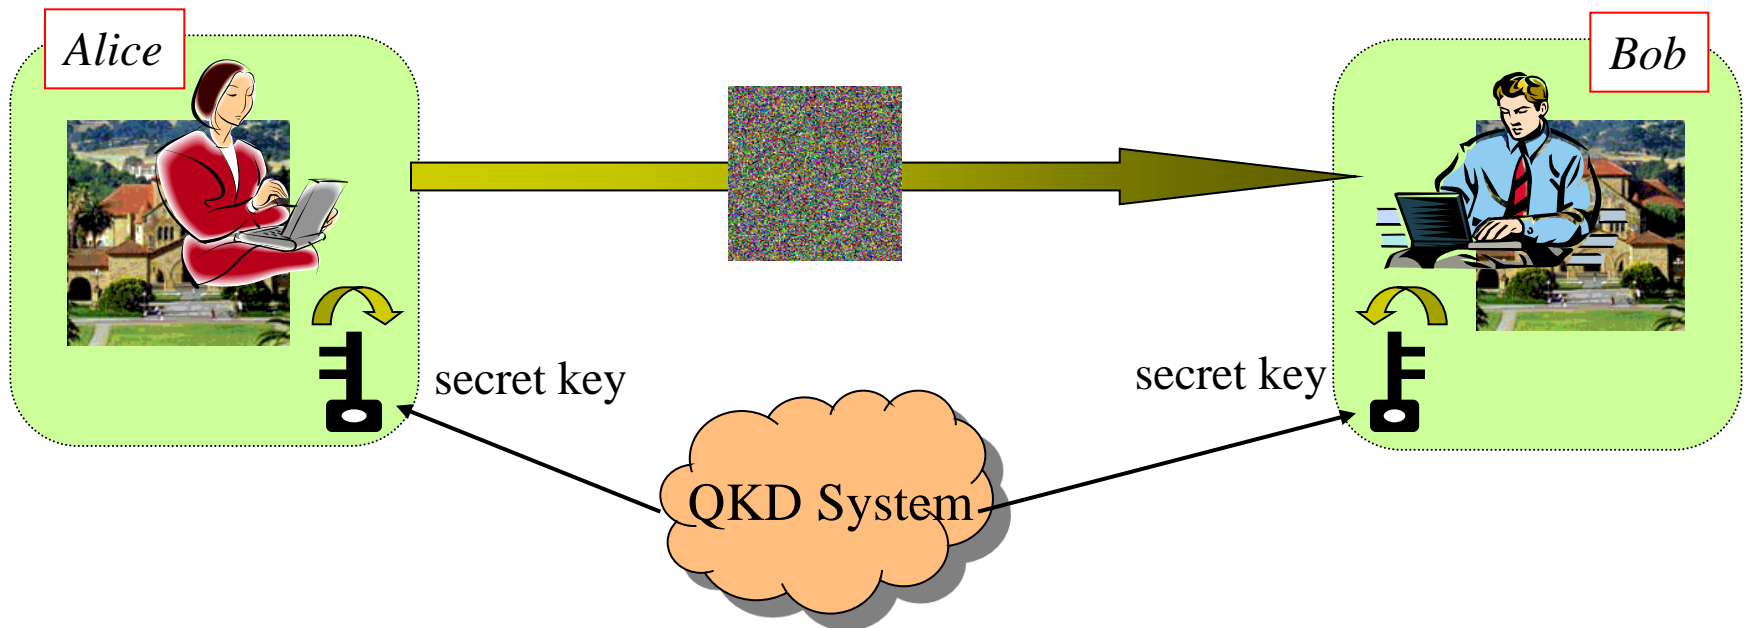 Alice
Bob
secret key
secret key
QKD System